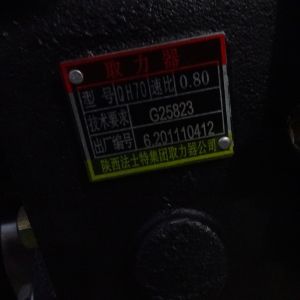 取力器
型号 QH70 速比 0.80
技术要求 G25823
出厂编号 6.201110412
陕西法士特集团取力器公司